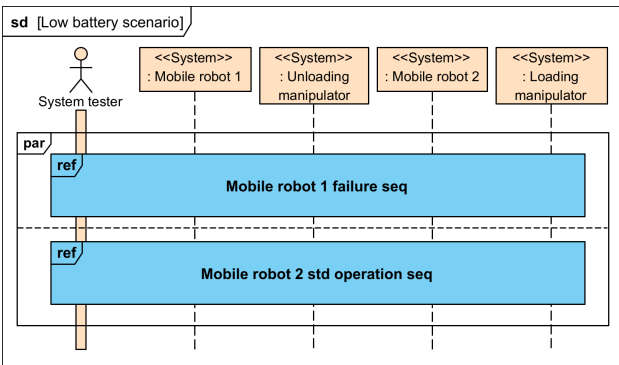 sd [Low battery scenario]
System tester
<<System>>
: Mobile robot 1
<<System>>
: Unloading
manipulator
<<System>>
: Mobile robot 2
<<System>>
: Loading
manipulator
par
ref
Mobile robot 1 failure seq
ref
Mobile robot 2 std operation seq